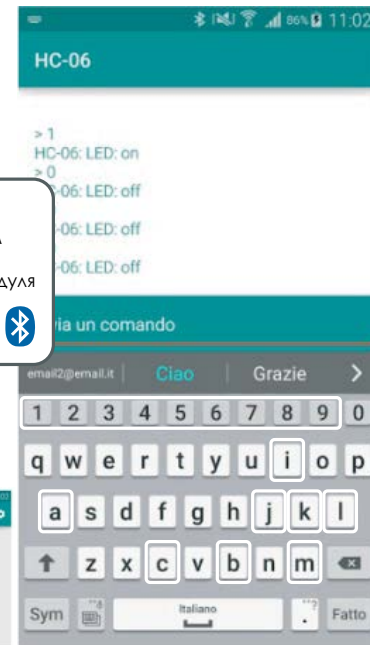 86% 11:02
HC-06
> 1
HC-06: LED: on
> 0
-06: LED: off
-06: LED: off
-06: LED: off
un comando
email2@email.it Ciao Grazie >
1 2 3 4 5 6 7 8 9 0
q w e r t y u i o p
a s d f g h j k l
z x c v b n m
Sym Italiano . Fatto